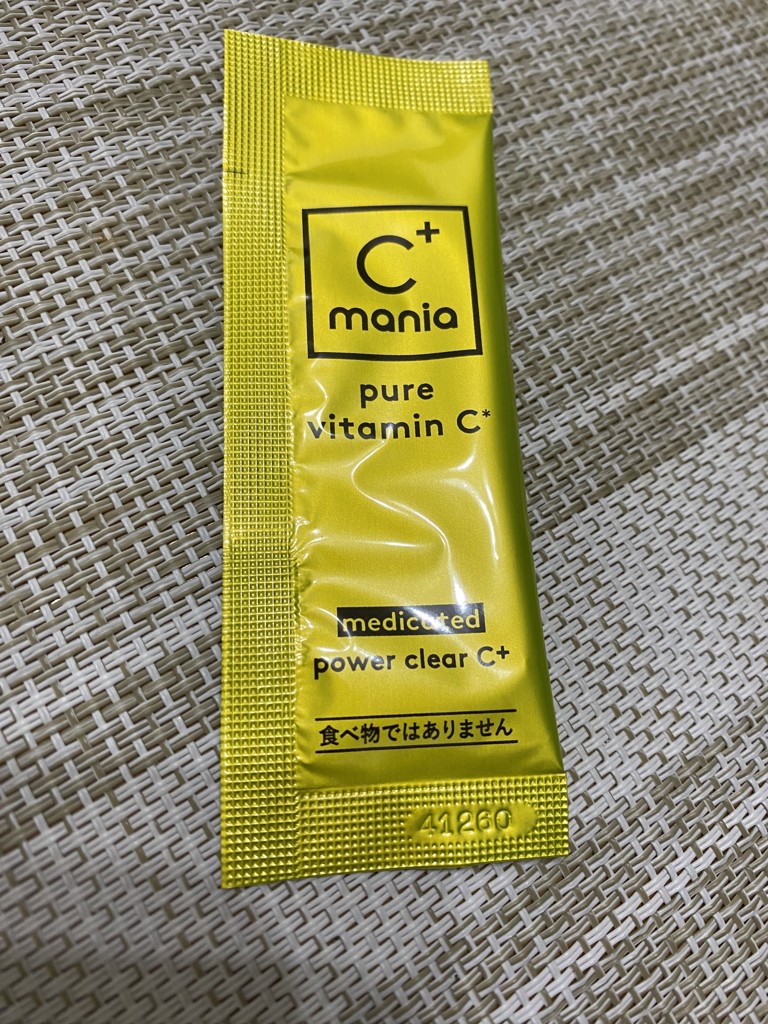 C+
mania
pure
vitamin C*
medicated
power clear C+
食べ物ではありません
41260